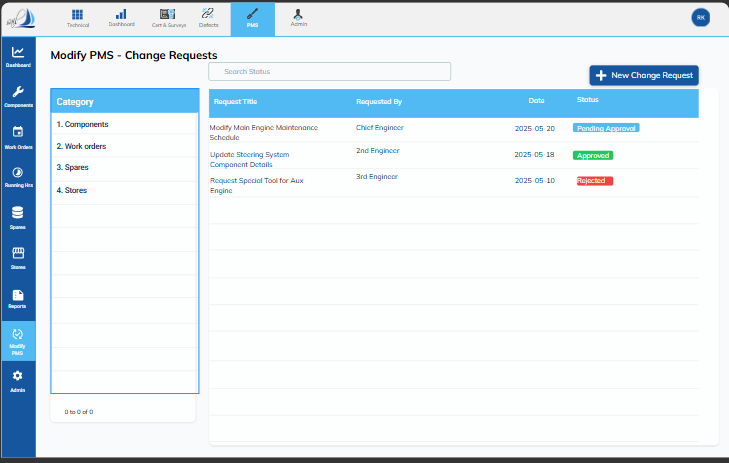 Technical
Dashboard
Cert & Surveys
Defects
PMS
Admin
RK
Dashboard
Components
Work Orders
Running Hrs
Spares
Stores
Reports
Modify
PMS
Admin
Modify PMS - Change Requests
Search Status
New Change Request
Category
1. Components
2. Work orders
3. Spares
4. Stores
0 to 0 of 0
Request Title Requested By Date Status
Modify Main Engine Maintenance
Schedule
Chief Engineer 2025-05-20 Pending Approval
Update Steering System
Component Details
2nd Engineer 2025-05-18 Approved
Request Special Tool for Aux
Engine
3rd Engineer 2025-05-10 Rejected